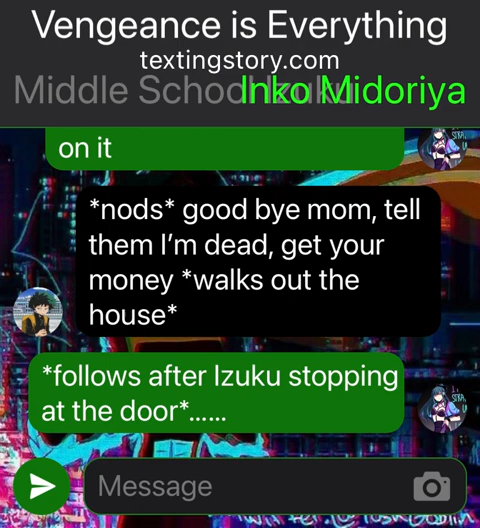 Vengeance is Everything
textingstory.com
Middle School Izuku Inko Midoriya
on it
*nods* good bye mom, tell
them I'm dead, get your
money *walks out the
house*
*follows after Izuku stopping
at the door*......
Message